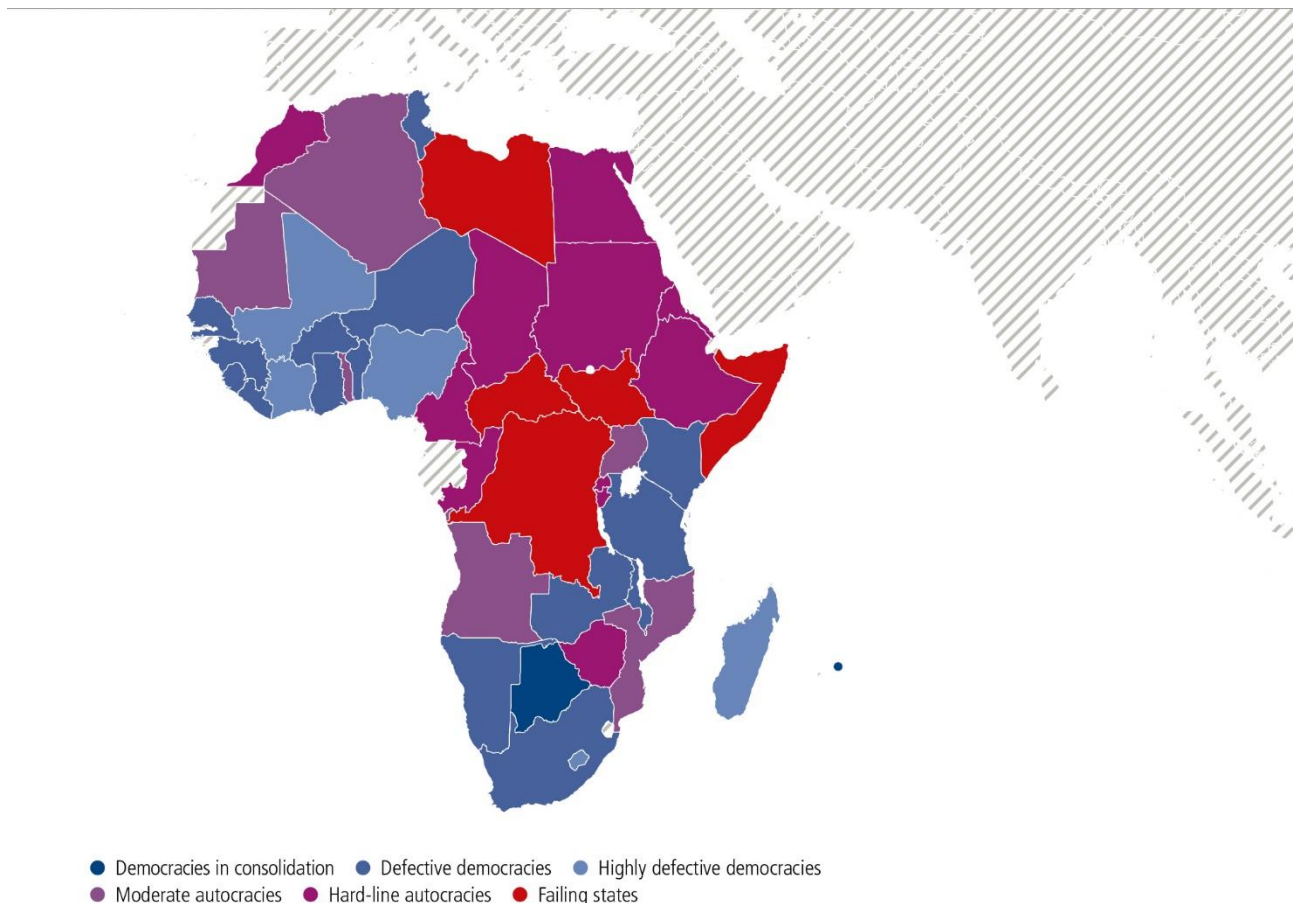 Democracies in consolidation Defective democracies Highly defective democracies
Moderate autocracies Hard-line autocracies Failing states